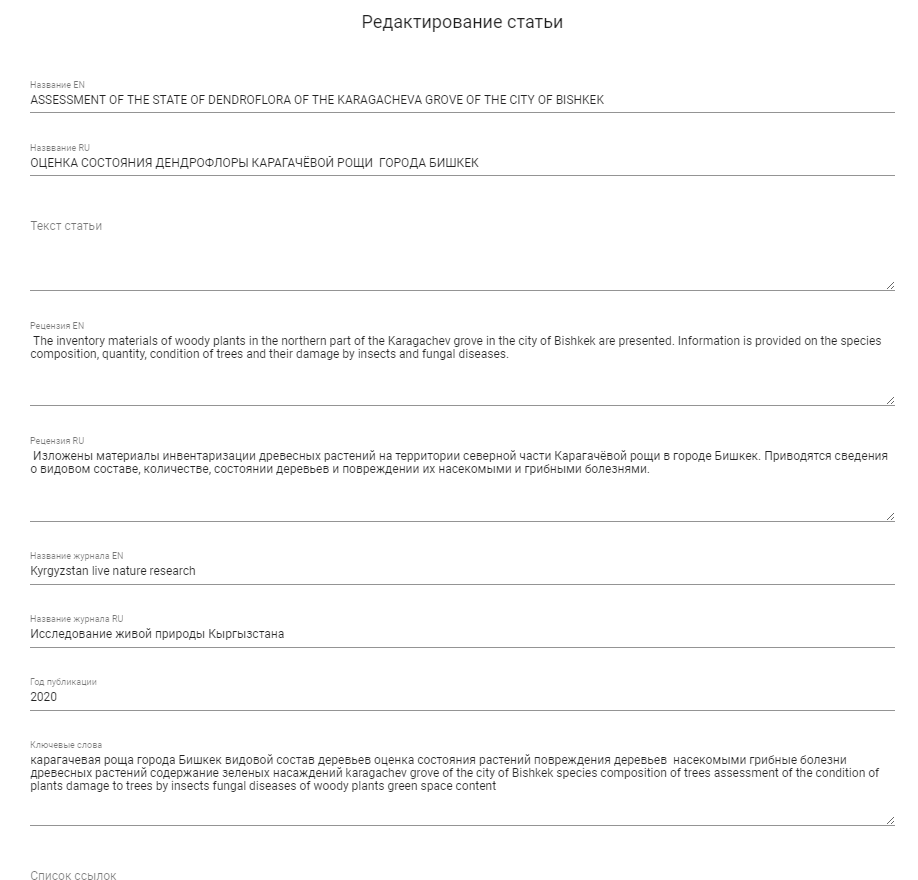 Редактирование статьи
Название EN
ASSESSMENT OF THE STATE OF DENDROFLORA OF THE KARAGACHEVA GROVE OF THE CITY OF BISHKEK
Назввание RU
ОЦЕНКА СОСТОЯНИЯ ДЕНДРОФЛОРЫ КАРАГАЧЁВОЙ РОЩИ  ГОРОДА БИШКЕК
Текст статьи
Рецензия EN
The inventory materials of woody plants in the northern part of the Karagachev grove in the city of Bishkek are presented. Information is provided on the species
composition, quantity, condition of trees and their damage by insects and fungal diseases.
Рецензия RU
Изложены материалы инвентаризации древесных растений на территории северной части Карагачёвой рощи в городе Бишкек. Приводятся сведения
о видовом составе, количестве, состоянии деревьев и повреждении их насекомыми и грибными болезнями.
Название журнала EN
Kyrgyzstan live nature research
Название журнала RU
Исследование живой природы Кыргызстана
Год публикации
2020
Ключевые слова
карагачевая роща города Бишкек видовой состав деревьев оценка состояния растений повреждения деревьев  насекомыми грибные болезни
древесных растений содержание зеленых насаждений karagachev grove of the city of Bishkek species composition of trees assessment of the condition of
plants damage to trees by insects fungal diseases of woody plants green space content
Список ссылок